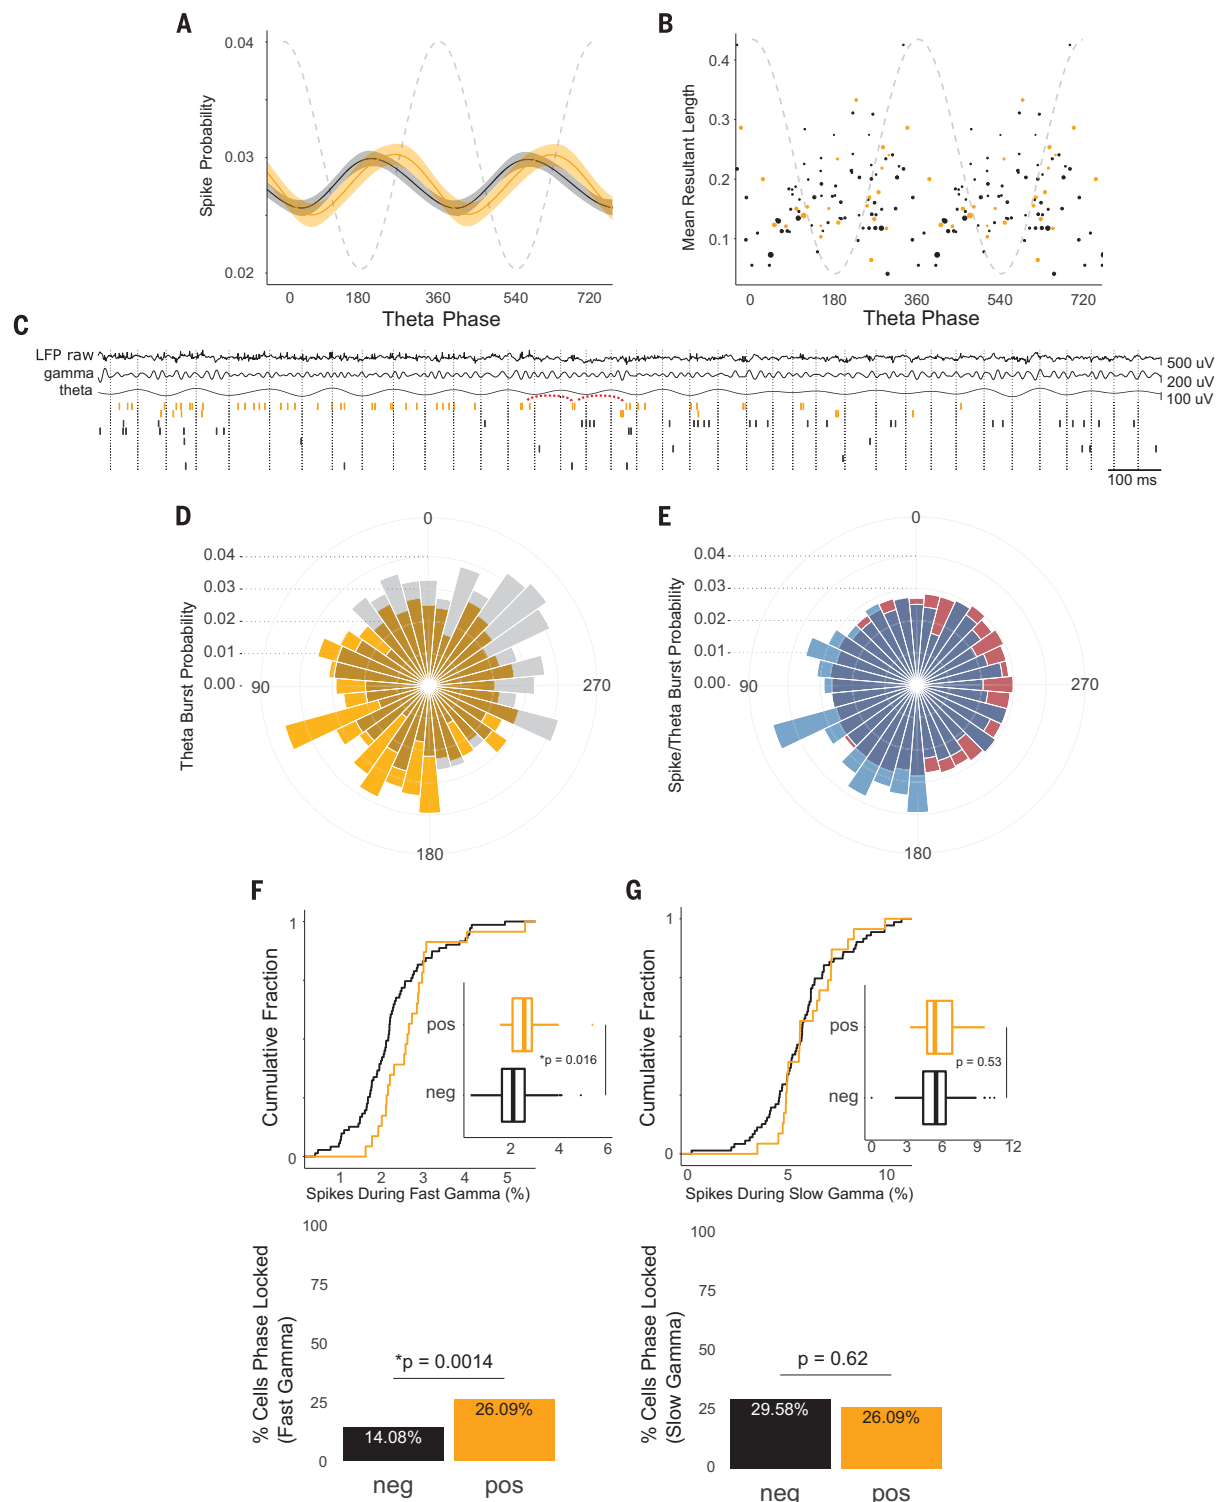 A
0.04
0.03
0.02
Spike Probability
0
180
360
540
720
Theta Phase
B
0.4
0.3
0.2
0.1
Mean Resultant Length
0
180
360
540
720
Theta Phase
C
LFP raw
gamma
theta
500 uV
200 uV
100 uV
100 ms
D
0
0.04
0.03
0.02
0.01
0.00
90
270
180
Theta Burst Probability
E
0
0.04
0.03
0.02
0.01
0.00
90
270
180
Spike/Theta Burst Probability
F
1
0
Cumulative Fraction
pos
*p = 0.016
neg
2
4
6
1
2
3
4
5
Spikes During Fast Gamma (%)
100
75
50
25
0
% Cells Phase Locked
(Fast Gamma)
*p = 0.0014
14.08%
26.09%
neg
pos
G
1
0
Cumulative Fraction
pos
p = 0.53
neg
0
3
6
9
12
0
5
10
Spikes During Slow Gamma (%)
100
75
50
25
0
% Cells Phase Locked
(Slow Gamma)
p = 0.62
29.58%
26.09%
neg
pos